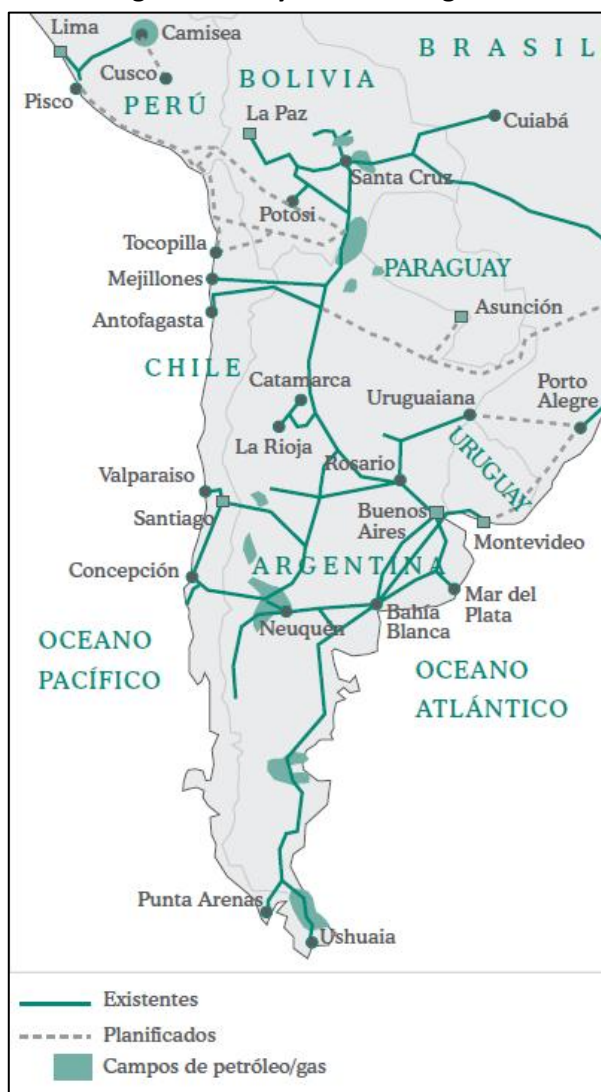 Lima
Camisea
BRASIL
Cusco
BOLIVIA
Pisco
PERÚ
La Paz
Cuiabá
Santa Cruz
Potosi
Tocopilla
PARAGUAY
Mejillones
Asunción
Antofagasta
CHILE
Catamarca
Uruguaiana
Porto
Alegre
La Rioja
URUGUAY
Rosario
Valparaiso
Buenos
Aires
Santiago
Montevideo
ARGENTINA
Concepción
Mar del
Plata
Bahía
Blanca
Neuquén
OCEANO
PACÍFICO
OCEANO
ATLÁNTICO
Punta Arenas
Ushuaia
Existentes
Planificados
Campos de petróleo/gas